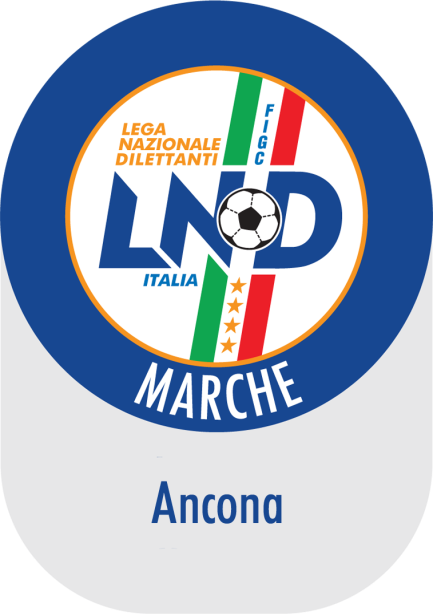 LEGA
NAZIONALE
DILETTANTI
FIGC
LND
ITALIA
MARCHE
Ancona